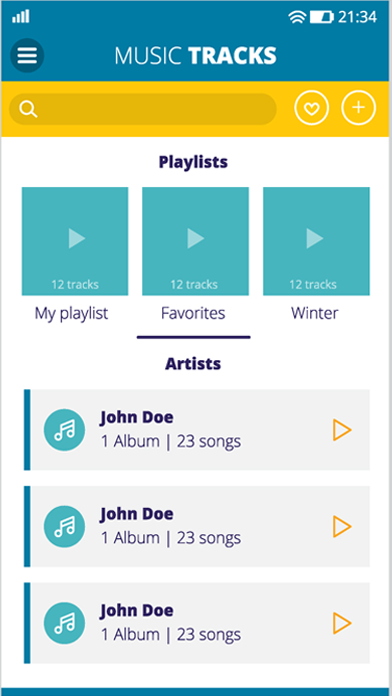 21:34
MUSIC TRACKS
Playlists
12 tracks
12 tracks
12 tracks
My playlist
Favorites
Winter
Artists
John Doe
1 Album | 23 songs
John Doe
1 Album | 23 songs
John Doe
1 Album | 23 songs